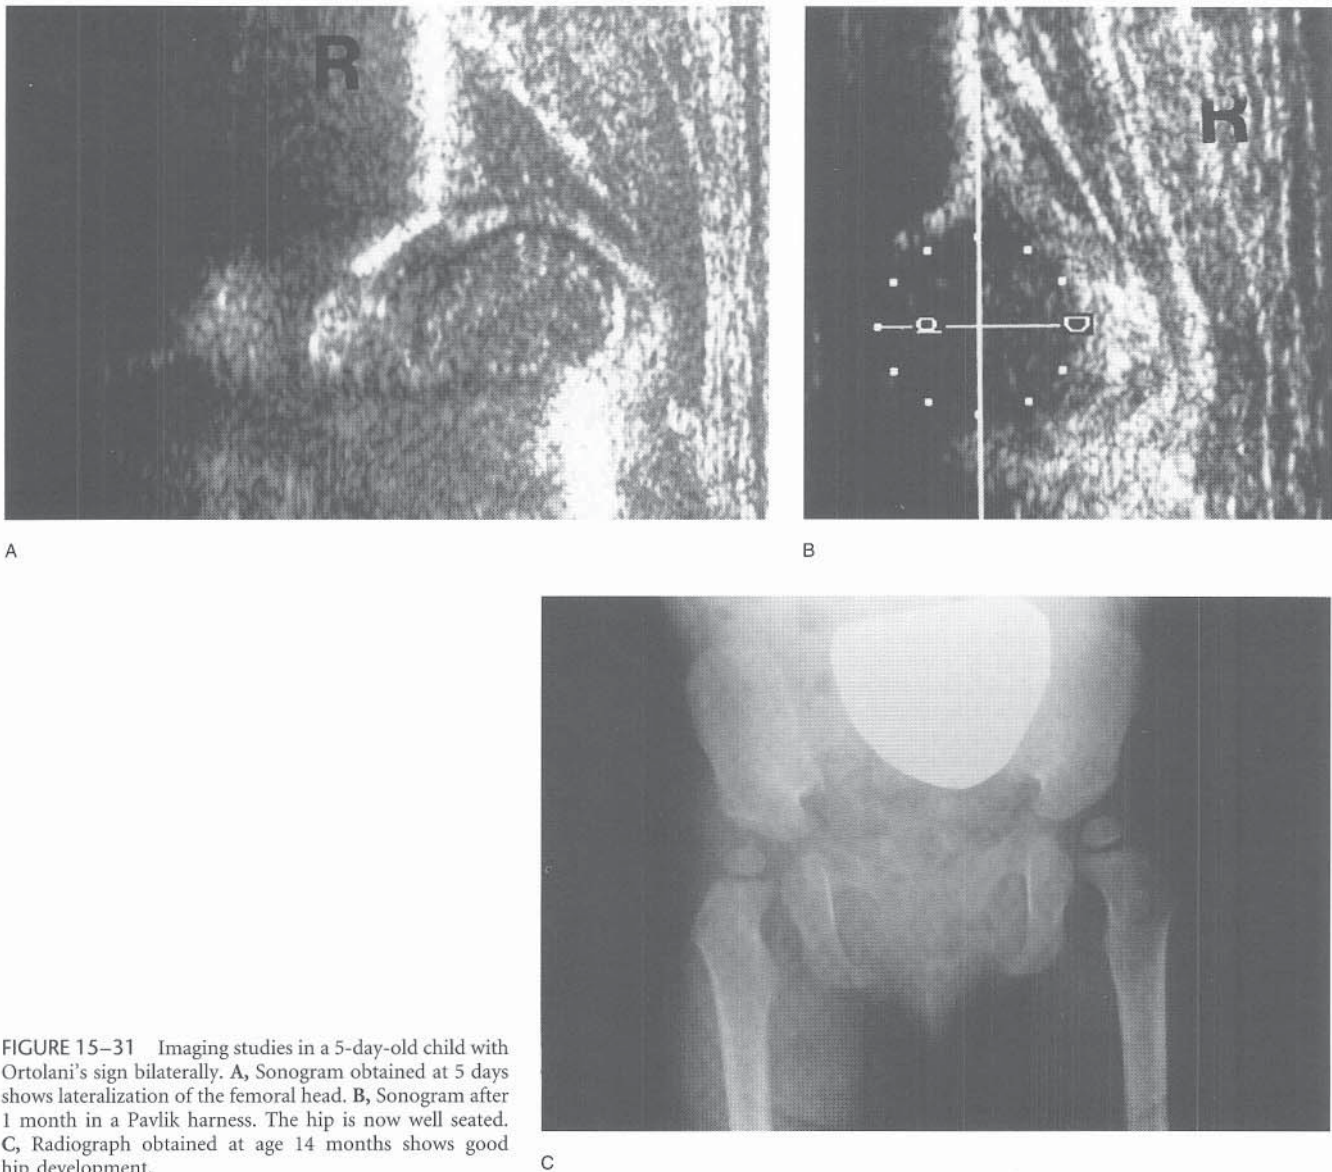 R
R
A
B
FIGURE 15–31 Imaging studies in a 5-day-old child with
Ortolani's sign bilaterally. A, Sonogram obtained at 5 days
shows lateralization of the femoral head. B, Sonogram after
1 month in a Pavlik harness. The hip is now well seated.
C, Radiograph obtained at age 14 months shows good
hip development.
C